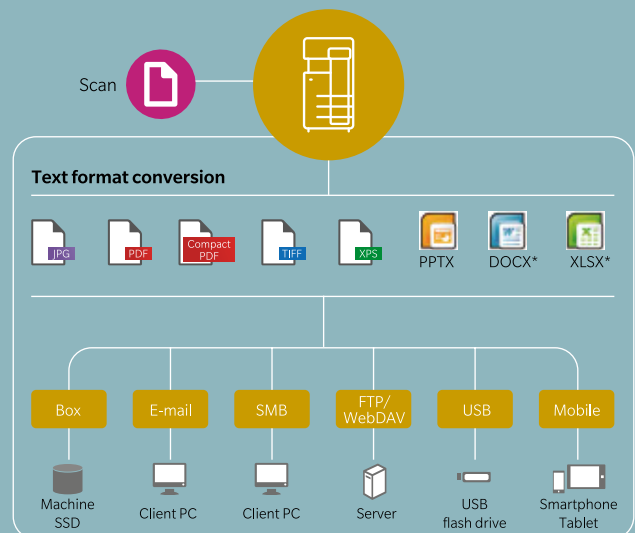 Scan
Text format conversion
JPG
PDF
Compact
PDF
TIFF
XPS
PPTX
DOCX*
XLSX*
Box
E-mail
SMB
FTP/
WebDAV
USB
Mobile
Machine
SSD
Client PC
Client PC
Server
USB
flash drive
Smartphone
Tablet